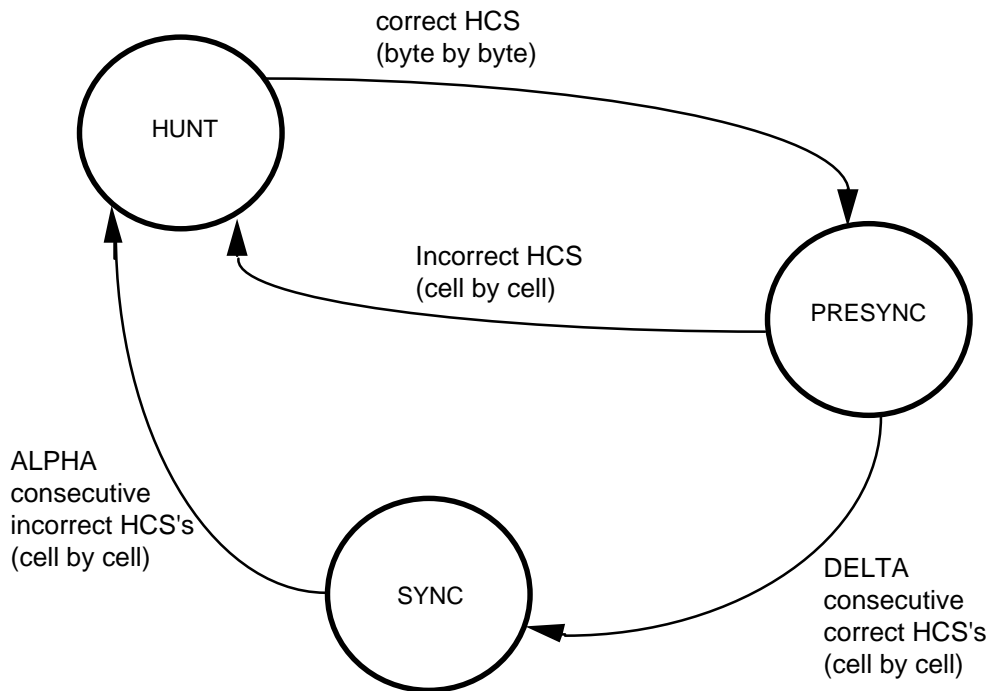 correct HCS
(byte by byte)
HUNT
Incorrect HCS
(cell by cell)
PRESYNC
ALPHA
consecutive
incorrect HCS's
(cell by cell)
SYNC
DELTA
consecutive
correct HCS's
(cell by cell)